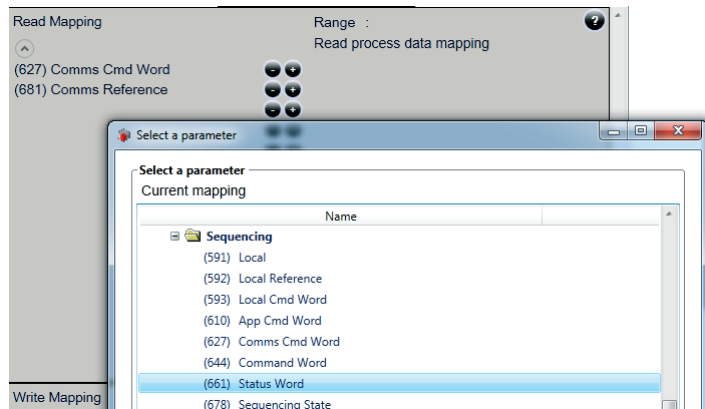 Read Mapping
Range :
?
Read process data mapping
(627) Comms Cmd Word
- +
(681) Comms Reference
- +
- +
Select a parameter
X
Select a parameter
Current mapping
Name
Sequencing
(591) Local
(592) Local Reference
(593) Local Cmd Word
(610) App Cmd Word
(627) Comms Cmd Word
(644) Command Word
(661) Status Word
Write Mapping
(678) Sequencing State